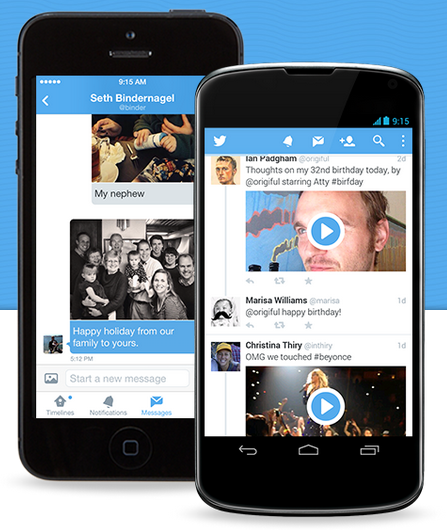 9:15 AM
Seth Bindernagel
@binder
My nephew
Happy holiday from our
family to yours.
5:12 PM
Start a new message
Timelines
Notifications
Messages
9:15
Ian Padgham @origiful 2d
Thoughts on my 32nd birthday today, by
@origiful starring Atty #birfday
Marisa Williams @marisa 1d
@origiful happy birthday!
Christina Thiry @inthiry 1d
OMG we touched #beyonce